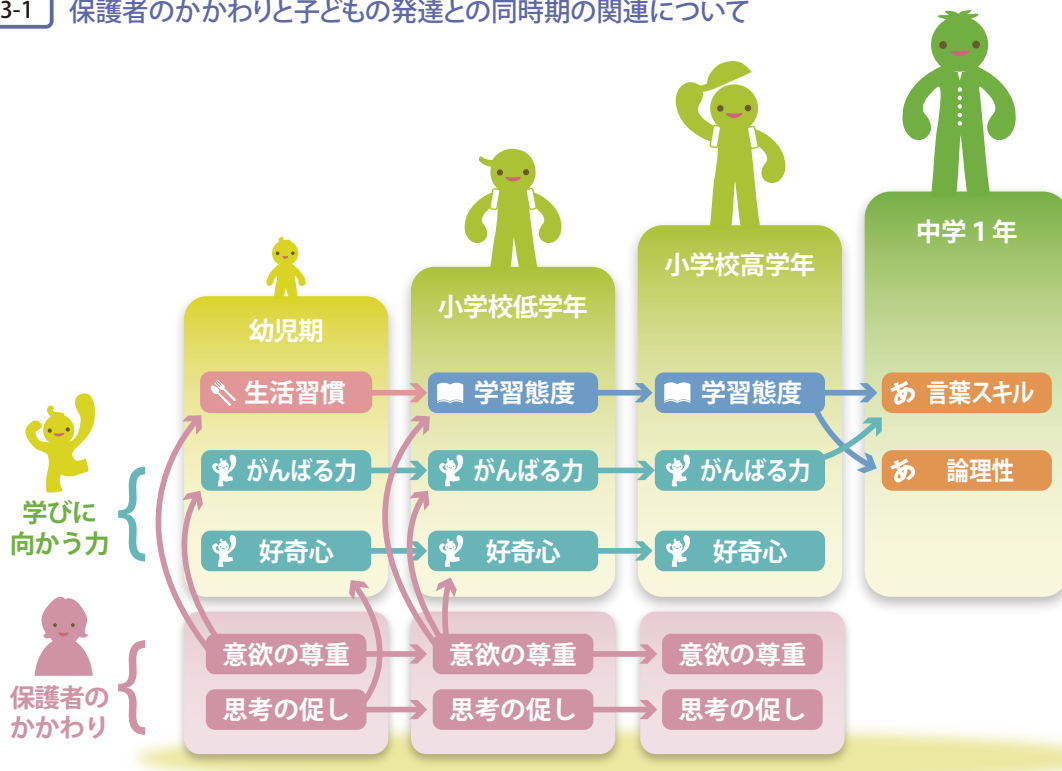 3-1 保護者のかかわりと子どもの発達との同時期の関連について
中学1年
小学校高学年
小学校低学年
幼児期
生活習慣
学習態度
学習態度
あ 言葉スキル
がんばる力
がんばる力
がんばる力
あ 論理性
学びに
向かう力
好奇心
好奇心
好奇心
意欲の尊重
意欲の尊重
意欲の尊重
保護者の
かかわり
思考の促し
思考の促し
思考の促し